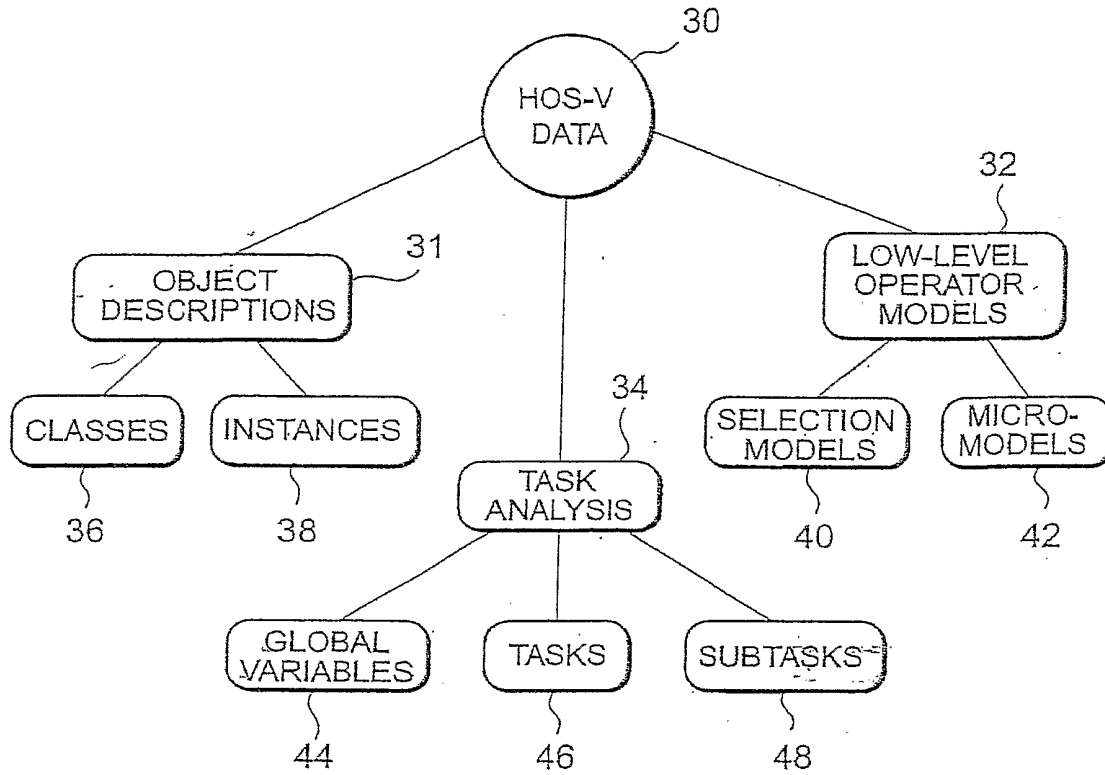 30
HOS-V
DATA
32
31
OBJECT
DESCRIPTIONS
LOW-LEVEL
OPERATOR
MODELS
34
CLASSES
INSTANCES
SELECTION
MODELS
MICRO-
MODELS
TASK
ANALYSIS
36
38
40
42
GLOBAL
VARIABLES
TASKS
SUBTASKS
44
46
48